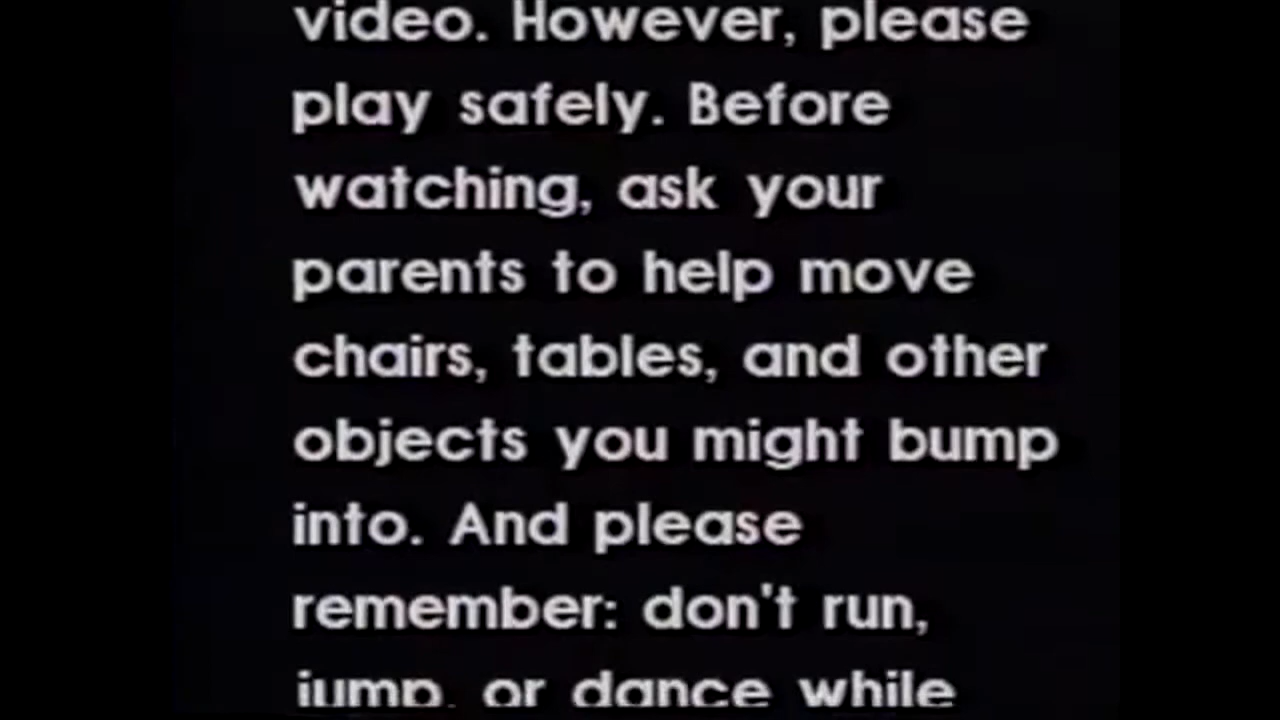 video. However, please
play safely. Before
watching, ask your
parents to help move
chairs, tables, and other
objects you might bump
into. And please
remember: don't run,
jump, or dance while